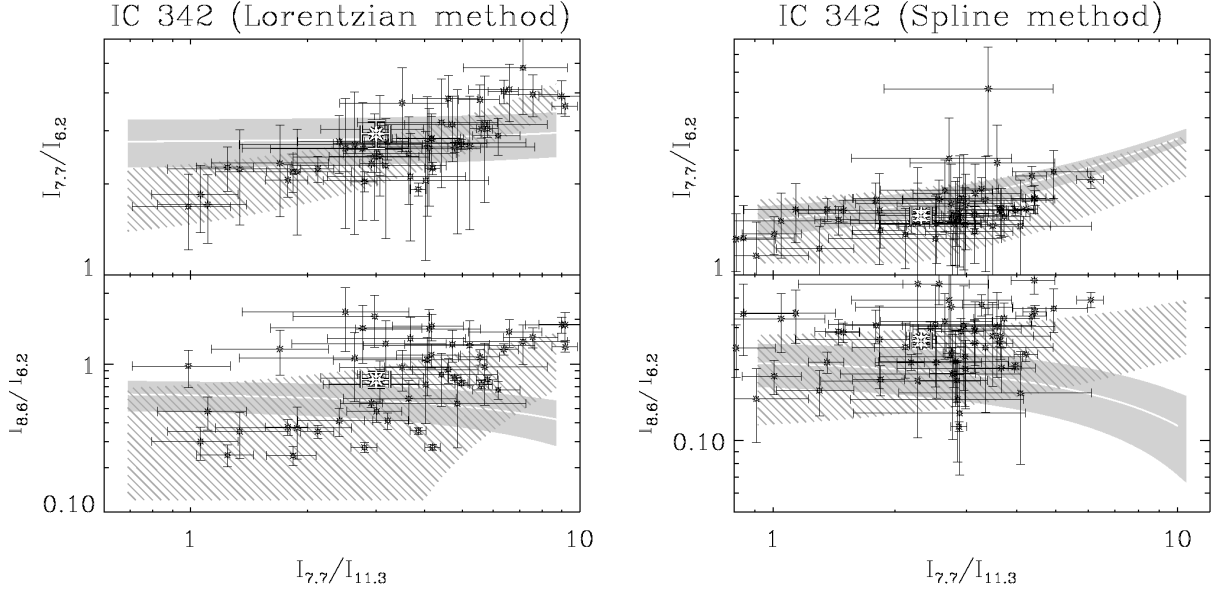 IC 342 (Lorentzian method)
IC 342 (Spline method)
I7.7/I6.2
1
I8.6/I6.2
1
0.10
1
10
I7.7/I11.3
I7.7/I6.2
1
I8.6/I6.2
0.10
1
10
I7.7/I11.3